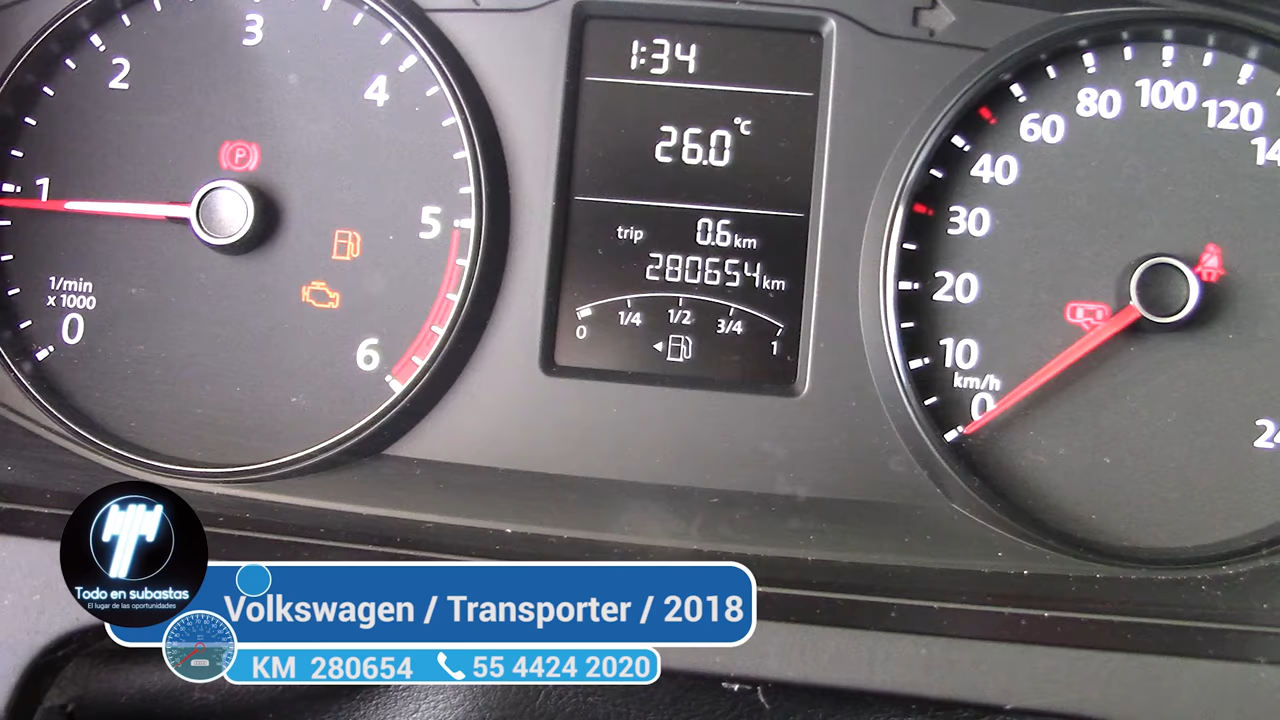 1
2
3
4
5
6
1/min
x 1000
0
(P)
1:34
26.0 °C
trip 0.6 km
280654 km
0 1/4 1/2 3/4 1
0
10
20
30
40
60
80
100
120
km/h
Todo en subastas
El lugar de las oportunidades
Volkswagen / Transporter / 2018
KM 280654 55 4424 2020